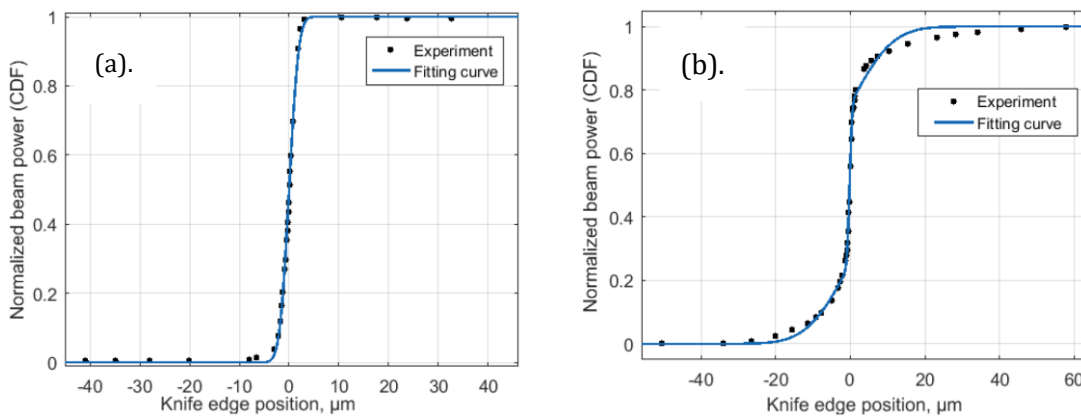 (a).
Experiment
Fitting curve
Normalized beam power (CDF)
1
0.8
0.6
0.4
0.2
0
-40 -30 -20 -10 0 10 20 30 40
Knife edge position, μm
(b).
Experiment
Fitting curve
Normalized beam power (CDF)
1
0.8
0.6
0.4
0.2
0
-40 -20 0 20 40 60
Knife edge position, μm